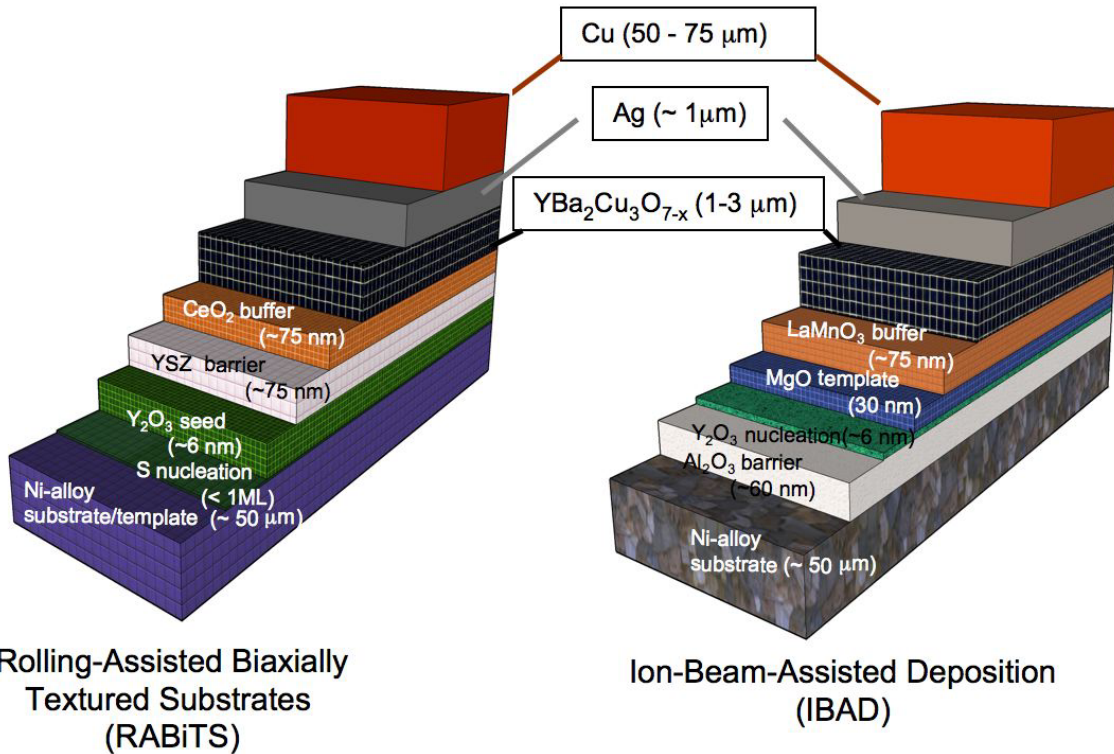 Cu (50 - 75 μm)
Ag (~ 1μm)
YBa₂Cu₃O₇₋ₓ (1-3 μm)
CeO₂ buffer
(~75 nm)
YSZ barrier
(~75 nm)
Y₂O₃ seed
(~6 nm)
S nucleation
(< 1ML)
Ni-alloy
substrate/template (~ 50 μm)
LaMnO₃ buffer
(~75 nm)
MgO template
(30 nm)
Y₂O₃ nucleation(~6 nm)
Al₂O₃ barrier
(~60 nm)
Ni-alloy
substrate (~ 50 μm)
Rolling-Assisted Biaxially
Textured Substrates
(RABiTS)
Ion-Beam-Assisted Deposition
(IBAD)